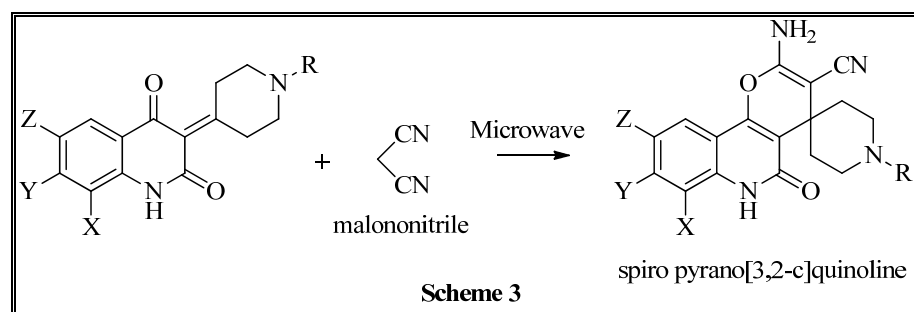 O
N
R
Z
Y
N
H
O
X
+
CN
CN
malononitrile
Microwave
NH2
CN
O
Z
Y
N
H
O
X
N
R
spiro pyrano[3,2-c]quinoline
Scheme 3